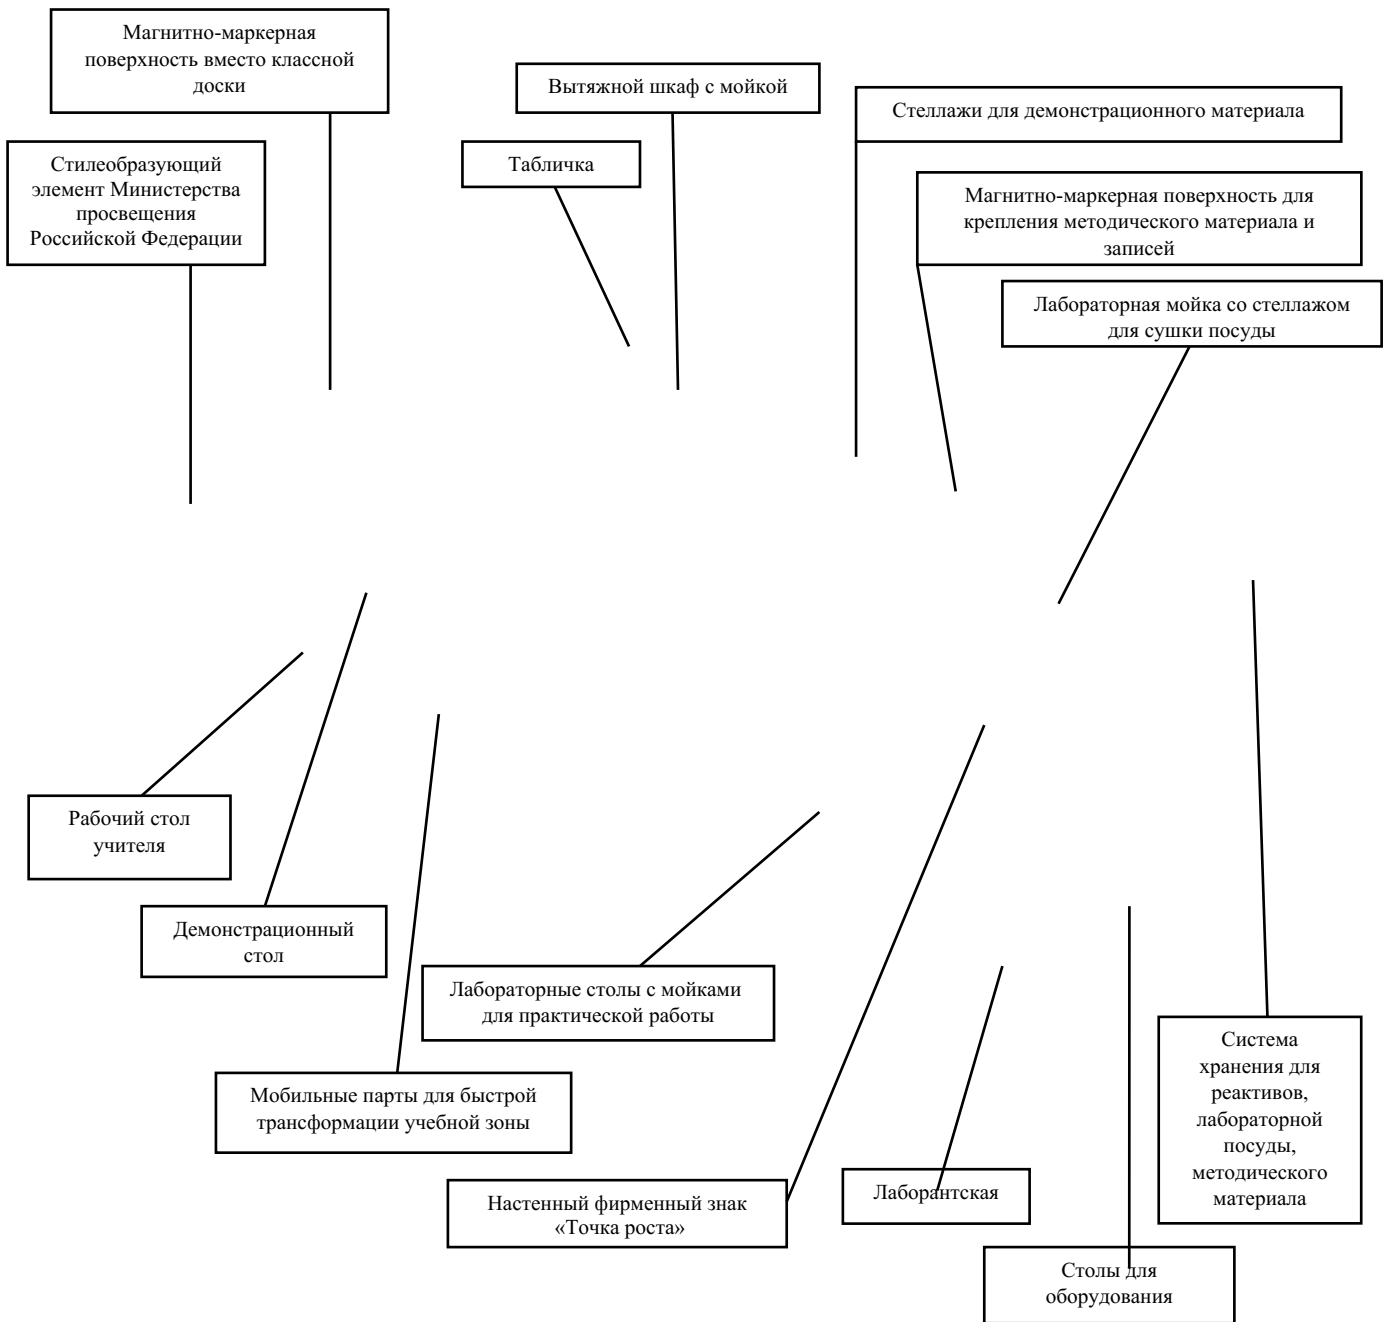 Магнитно-маркерная
поверхность вместо классной
доски
Вытяжной шкаф с мойкой
Стеллажи для демонстрационного материала
Стилеобразующий
элемент Министерства
просвещения
Российской Федерации
Табличка
Магнитно-маркерная поверхность для
крепления методического материала и
записей
Лабораторная мойка со стеллажом
для сушки посуды
Рабочий стол
учителя
Демонстрационный
стол
Лабораторные столы с мойками
для практической работы
Мобильные парты для быстрой
трансформации учебной зоны
Система
хранения для
реактивов,
лабораторной
посуды,
методического
материала
Настенный фирменный знак
«Точка роста»
Лаборантская
Столы для
оборудования